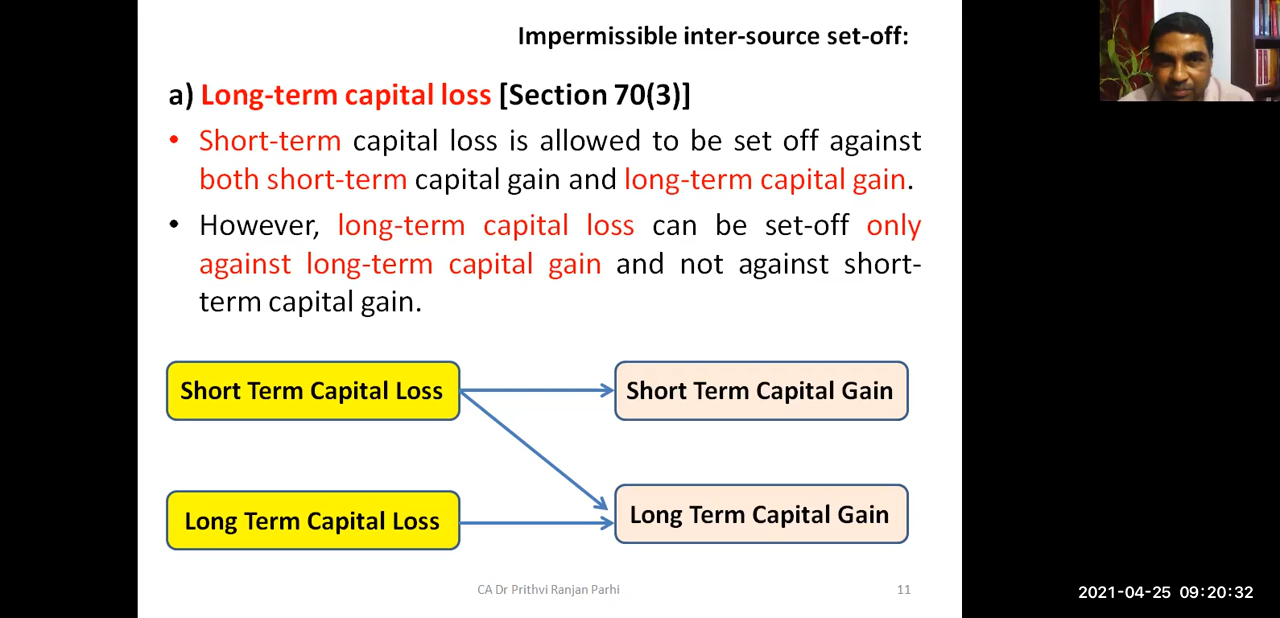 Impermissible inter-source set-off:
a) Long-term capital loss [Section 70(3)]
• Short-term capital loss is allowed to be set off against
both short-term capital gain and long-term capital gain.
• However, long-term capital loss can be set-off only
against long-term capital gain and not against short-
term capital gain.
Short Term Capital Loss
Short Term Capital Gain
Long Term Capital Loss
Long Term Capital Gain
CA Dr Prithvi Ranjan Parhi
11
2021-04-25 09:20:32